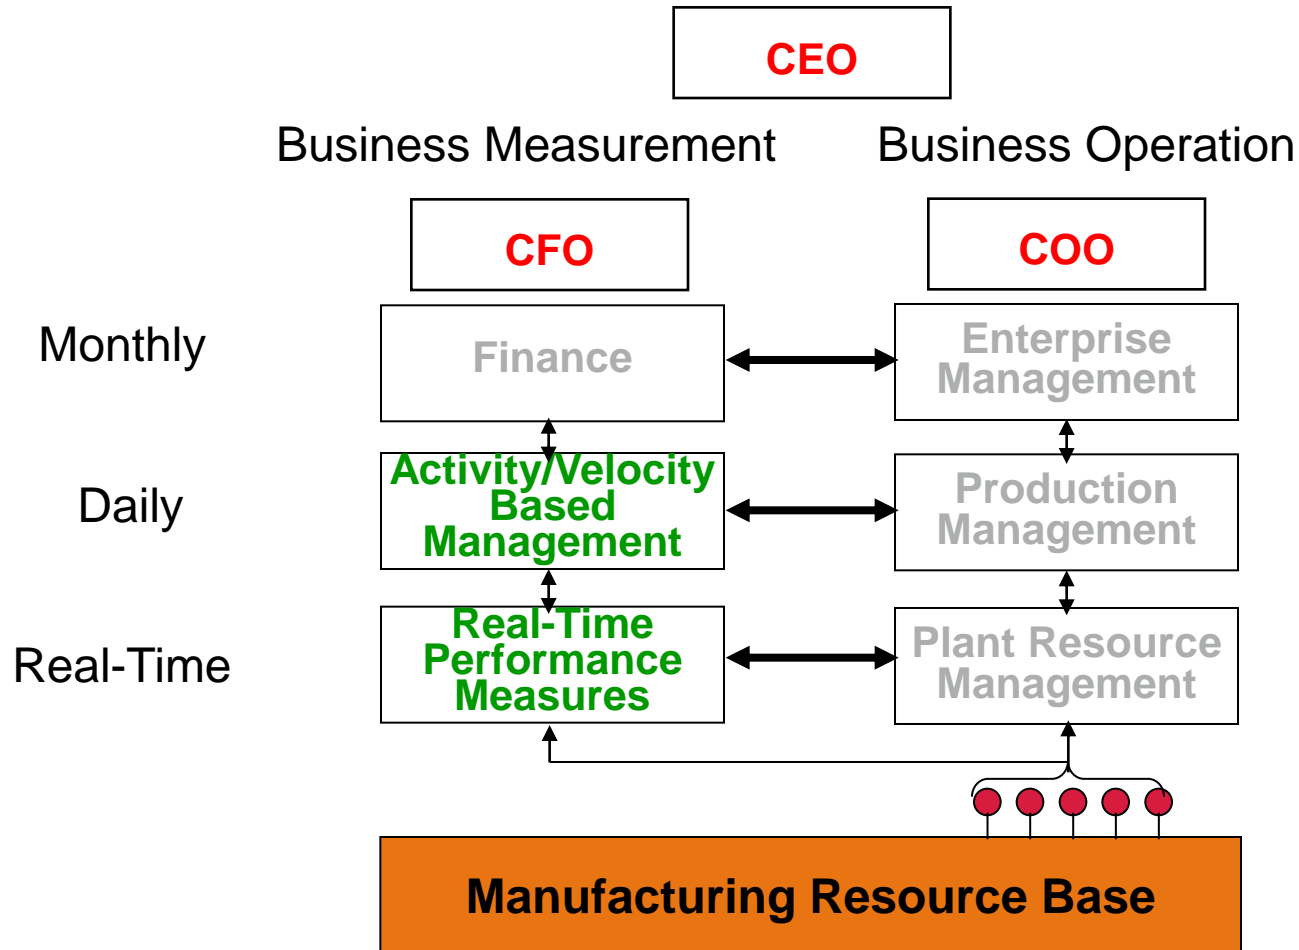 CEO
Business Measurement
Business Operation
CFO
COO
Monthly
Finance
Enterprise
Management
Daily
Activity/Velocity
Based
Management
Production
Management
Real-Time
Real-Time
Performance
Measures
Plant Resource
Management
Manufacturing Resource Base